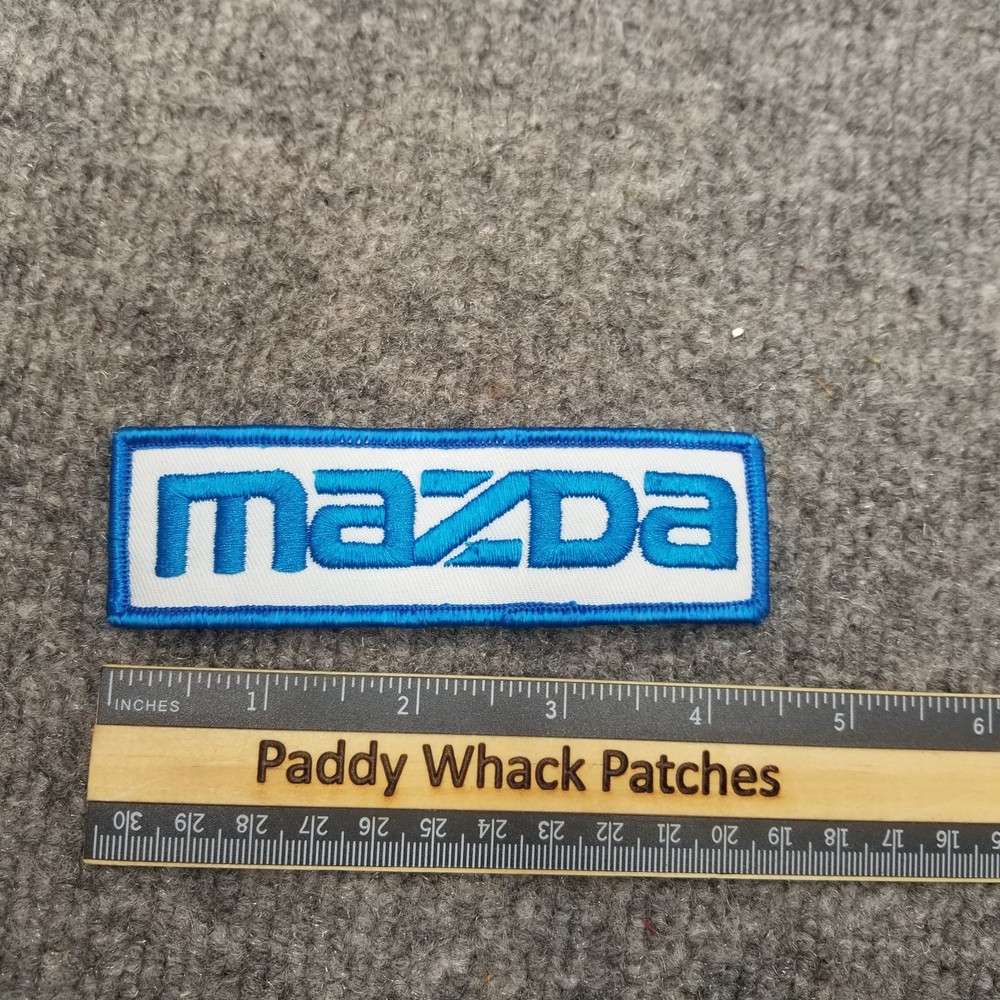 mazda
INCHES 1 2 3 4 5 6
Paddy Whack Patches
30 29 28 27 26 25 24 23 22 21 20 19 18 17 16